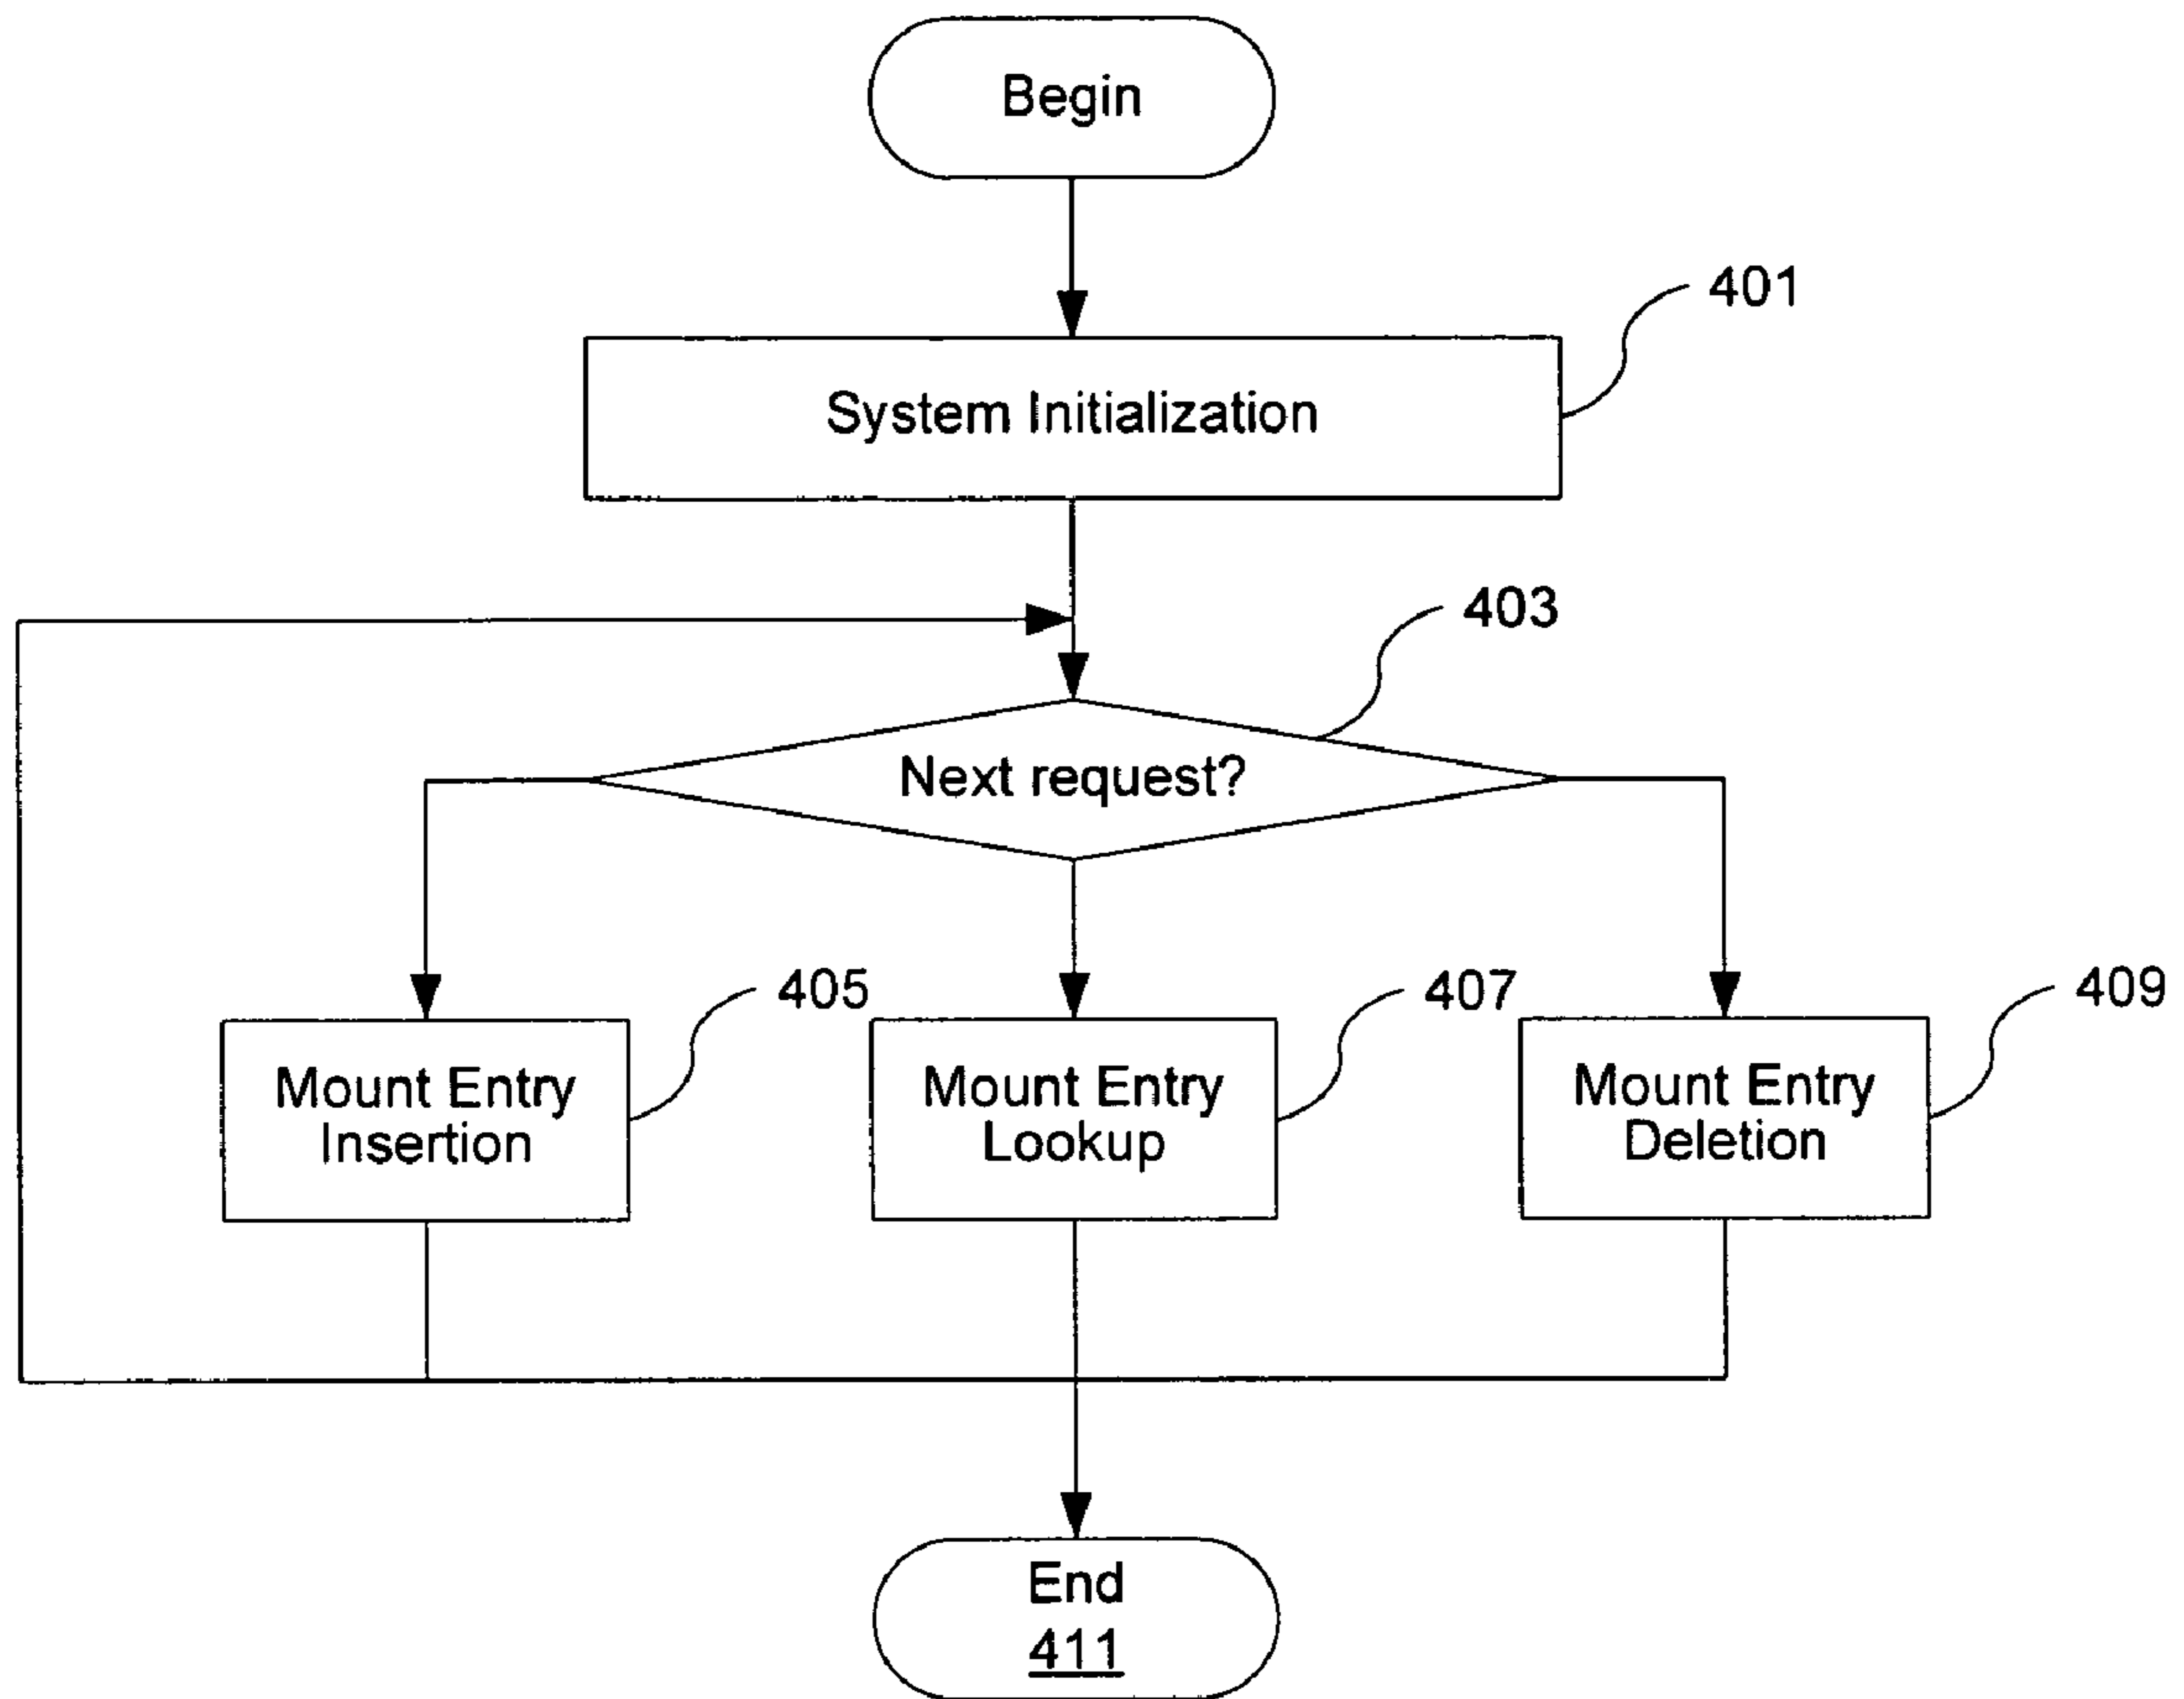 Begin
401
System Initialization
403
Next request?
405
407
409
Mount Entry
Insertion
Mount Entry
Lookup
Mount Entry
Deletion
End
411